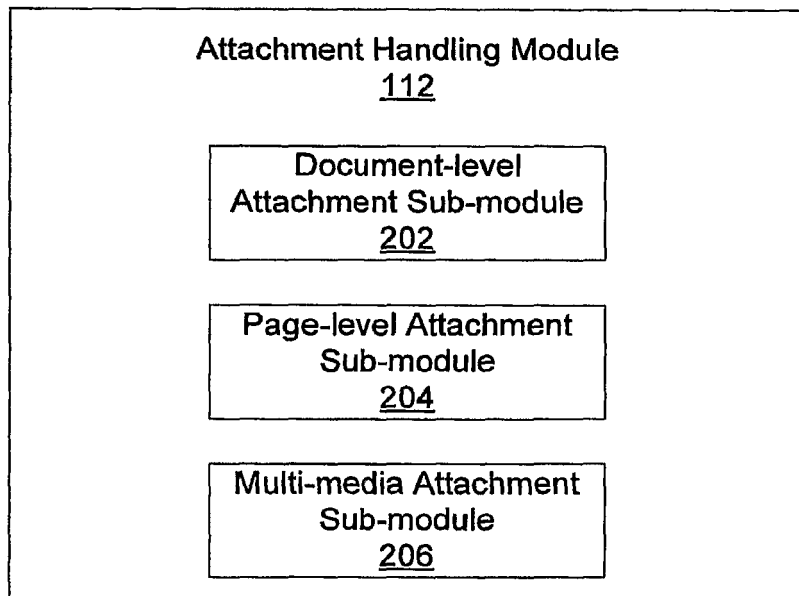 Attachment Handling Module
112
Document-level
Attachment Sub-module
202
Page-level Attachment
Sub-module
204
Multi-media Attachment
Sub-module
206